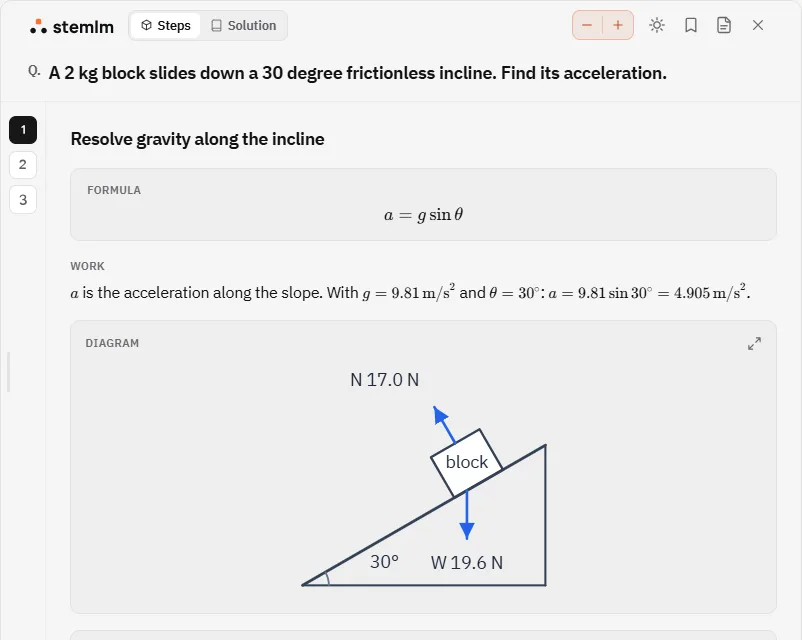 stemlm
Steps
Solution
Q. A 2 kg block slides down a 30 degree frictionless incline. Find its acceleration.
1
2
3
Resolve gravity along the incline
FORMULA
a = g sin θ
WORK
a is the acceleration along the slope. With g = 9.81 m/s² and θ = 30°: a = 9.81 sin 30° = 4.905 m/s².
DIAGRAM
N 17.0 N
block
30°
W 19.6 N